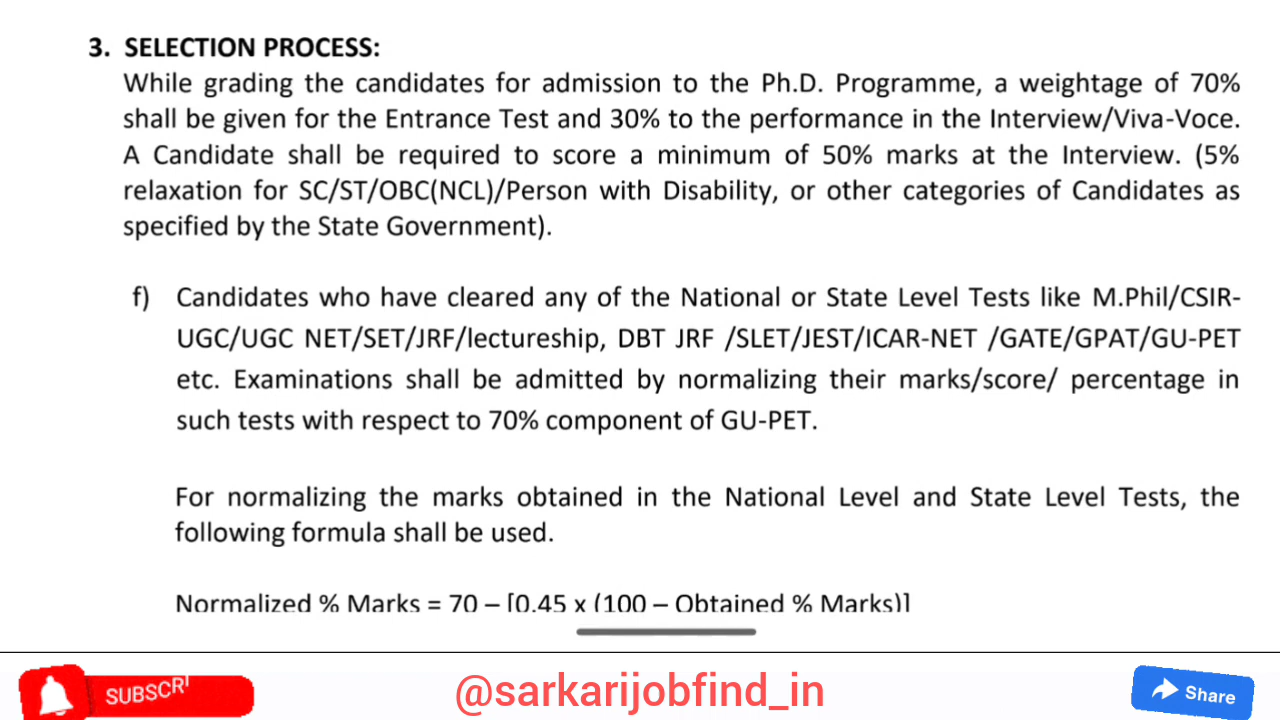 3. SELECTION PROCESS:
While grading the candidates for admission to the Ph.D. Programme, a weightage of 70%
shall be given for the Entrance Test and 30% to the performance in the Interview/Viva-Voce.
A Candidate shall be required to score a minimum of 50% marks at the Interview. (5%
relaxation for SC/ST/OBC(NCL)/Person with Disability, or other categories of Candidates as
specified by the State Government).
f) Candidates who have cleared any of the National or State Level Tests like M.Phil/CSIR-
UGC/UGC NET/SET/JRF/lectureship, DBT JRF /SLET/JEST/ICAR-NET /GATE/GPAT/GU-PET
etc. Examinations shall be admitted by normalizing their marks/score/ percentage in
such tests with respect to 70% component of GU-PET.
For normalizing the marks obtained in the National Level and State Level Tests, the
following formula shall be used.
Normalized % Marks = 70 – [0.45 x (100 – Obtained % Marks)]
SUBSCR
@sarkarijobfind_in
Share